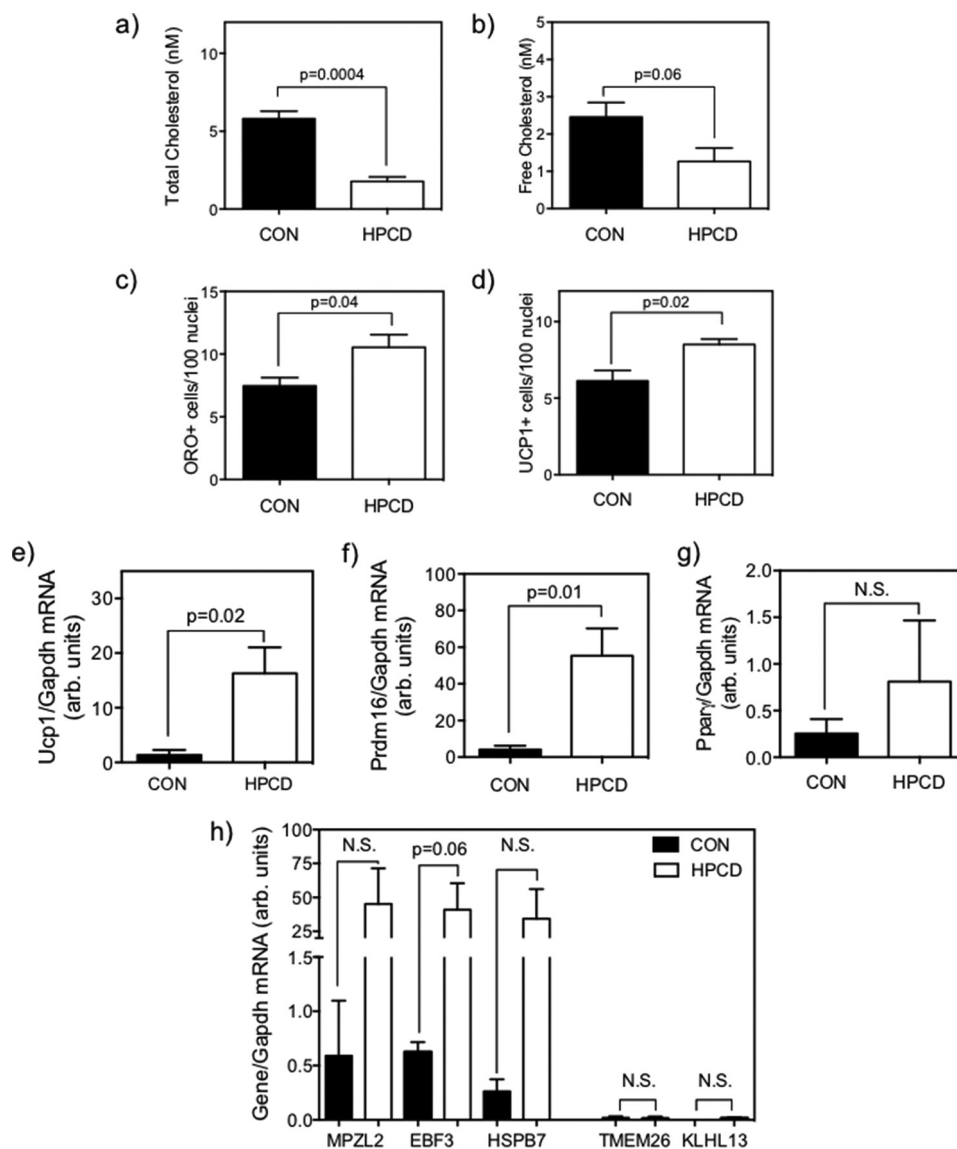 a)
Total Cholesterol (nM)
10
5
0
p=0.0004
CON HPCD
b)
Free Cholesterol (nM)
5
4
3
2
1
0
p=0.06
CON HPCD
c)
ORO+ cells/100 nuclei
15
10
5
0
p=0.04
CON HPCD
d)
UCP1+ cells/100 nuclei
10
5
0
p=0.02
CON HPCD
e)
Ucp1/Gapdh mRNA
(arb. units)
30
20
10
0
p=0.02
CON HPCD
f)
Prdm16/Gapdh mRNA
(arb. units)
100
80
60
40
20
0
p=0.01
CON HPCD
g)
Pparγ/Gapdh mRNA
(arb. units)
2.0
1.5
1.0
0.5
0.0
N.S.
CON HPCD
h)
Gene/Gapdh mRNA (arb. units)
100
75
50
25
1.5
1.0
0.5
0.0
N.S. p=0.06 N.S.
CON
HPCD
N.S. N.S.
MPZL2 EBF3 HSPB7 TMEM26 KLHL13